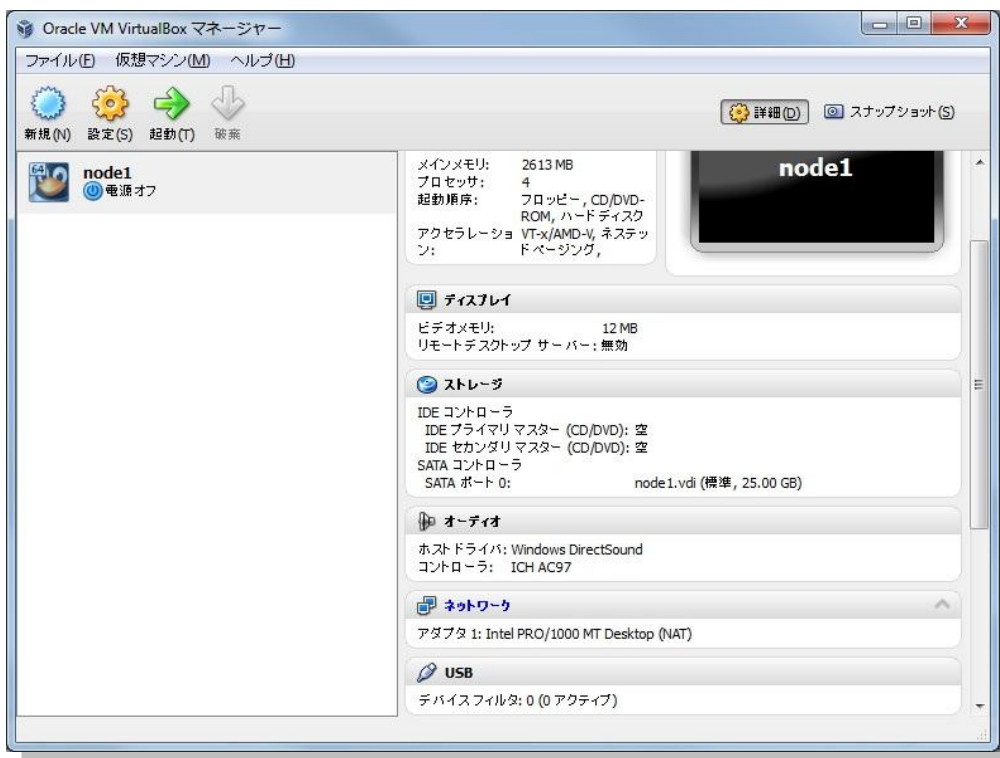 Oracle VM VirtualBox マネージャー
ファイル(F) 仮想マシン(M) ヘルプ(H)
新規(N) 設定(S) 起動(T) 破棄
詳細(D) スナップショット(S)
64
node1
電源オフ
メインメモリ: 2613 MB
プロセッサ: 4
起動順序: フロッピー, CD/DVD-
ROM, ハードディスク
アクセラレーショ VT-x/AMD-V, ネステッ
ン: ドページング,
node1
ディスプレイ
ビデオメモリ: 12 MB
リモートデスクトップ サーバー: 無効
ストレージ
IDE コントローラ
IDE プライマリ マスター (CD/DVD): 空
IDE セカンダリ マスター (CD/DVD): 空
SATA コントローラ
SATA ポート 0: node1.vdi (標準, 25.00 GB)
オーディオ
ホストドライバ: Windows DirectSound
コントローラ: ICH AC97
ネットワーク
アダプタ 1: Intel PRO/1000 MT Desktop (NAT)
USB
デバイスフィルタ: 0 (0 アクティブ)